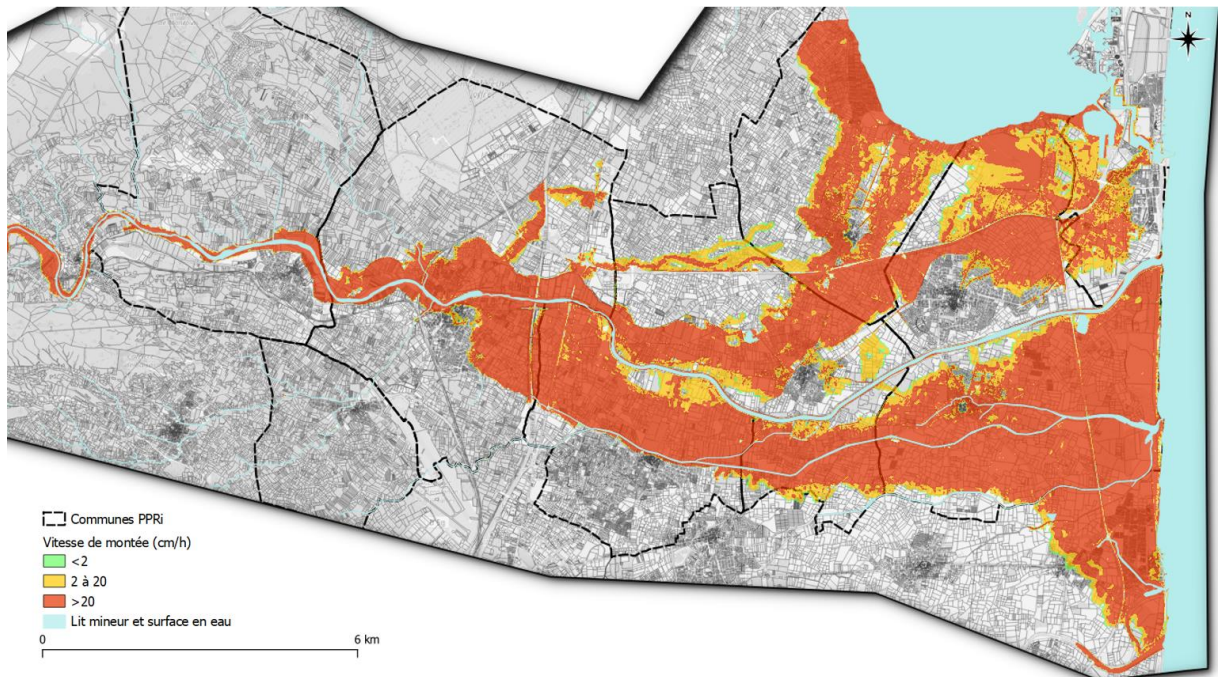 N
Communes PPRi
Vitesse de montée (cm/h)
<2
2 à 20
>20
Lit mineur et surface en eau
0 6 km